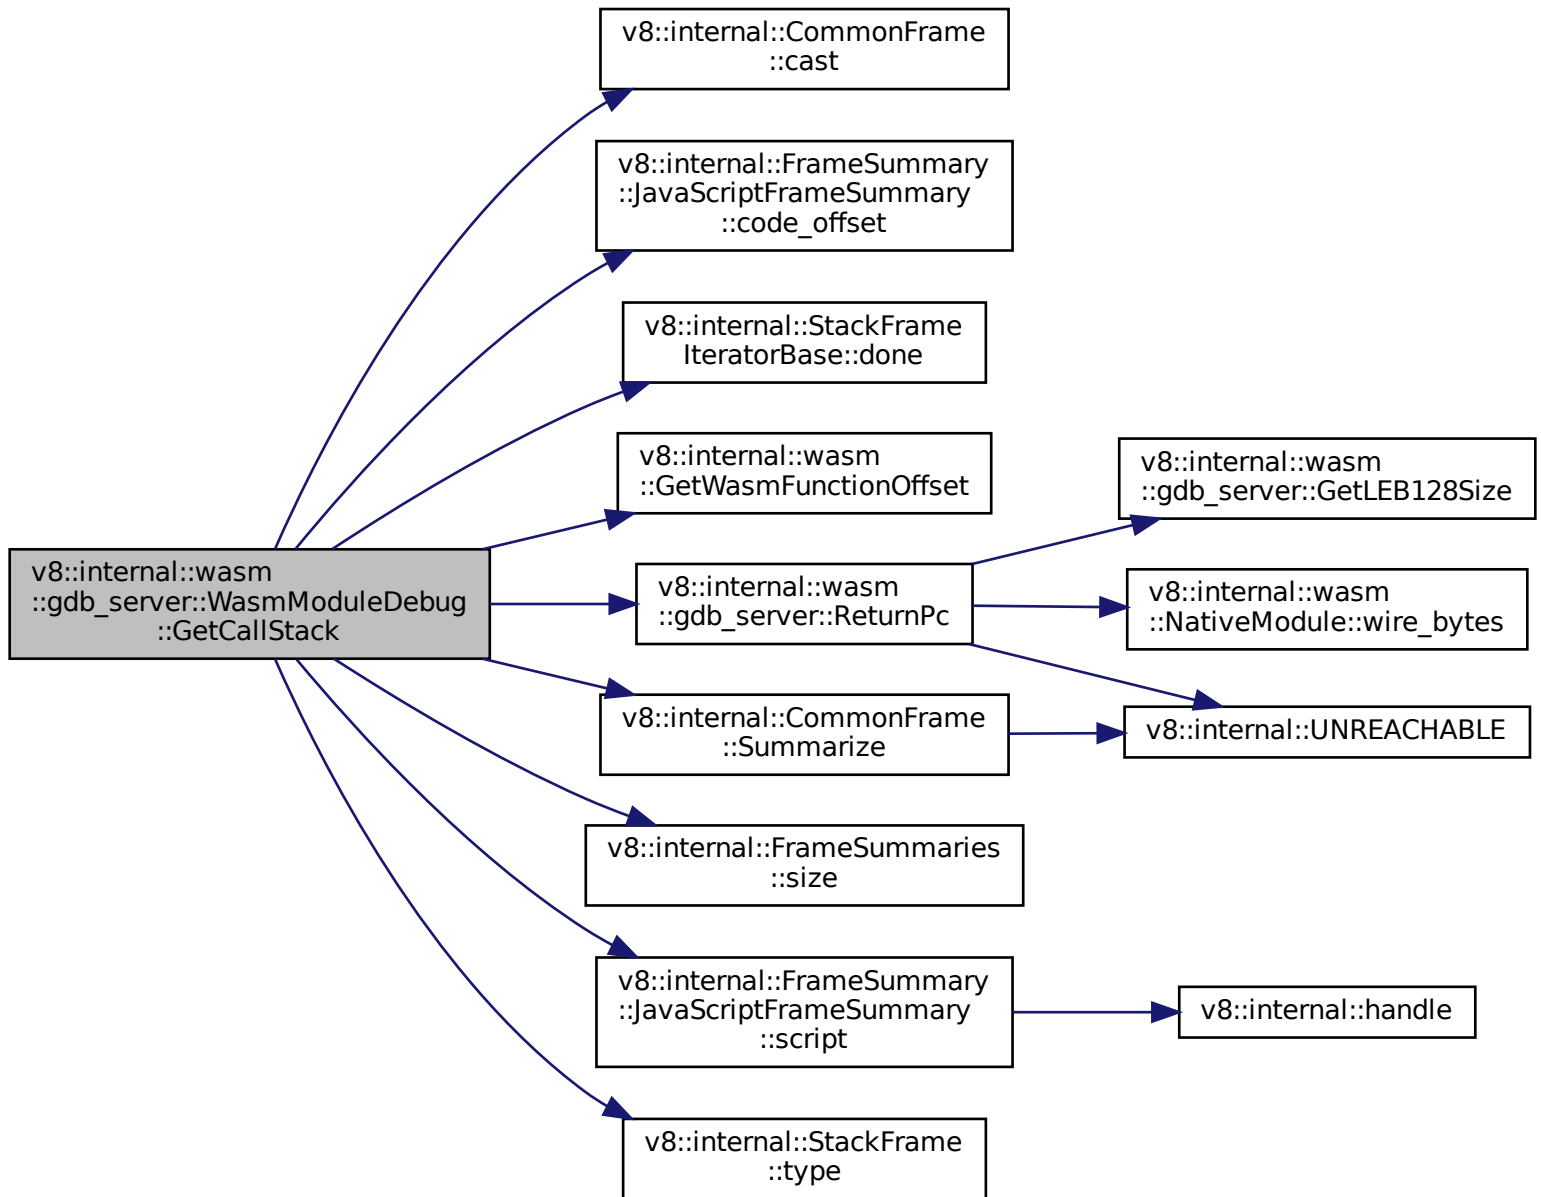 v8::internal::CommonFrame
::cast
v8::internal::FrameSummary
::JavaScriptFrameSummary
::code_offset
v8::internal::StackFrame
IteratorBase::done
v8::internal::wasm
::GetWasmFunctionOffset
v8::internal::wasm
::gdb_server::GetLEB128Size
v8::internal::wasm
::gdb_server::WasmModuleDebug
::GetCallStack
v8::internal::wasm
::gdb_server::ReturnPc
v8::internal::wasm
::NativeModule::wire_bytes
v8::internal::CommonFrame
::Summarize
v8::internal::UNREACHABLE
v8::internal::FrameSummaries
::size
v8::internal::FrameSummary
::JavaScriptFrameSummary
::script
v8::internal::handle
v8::internal::StackFrame
::type